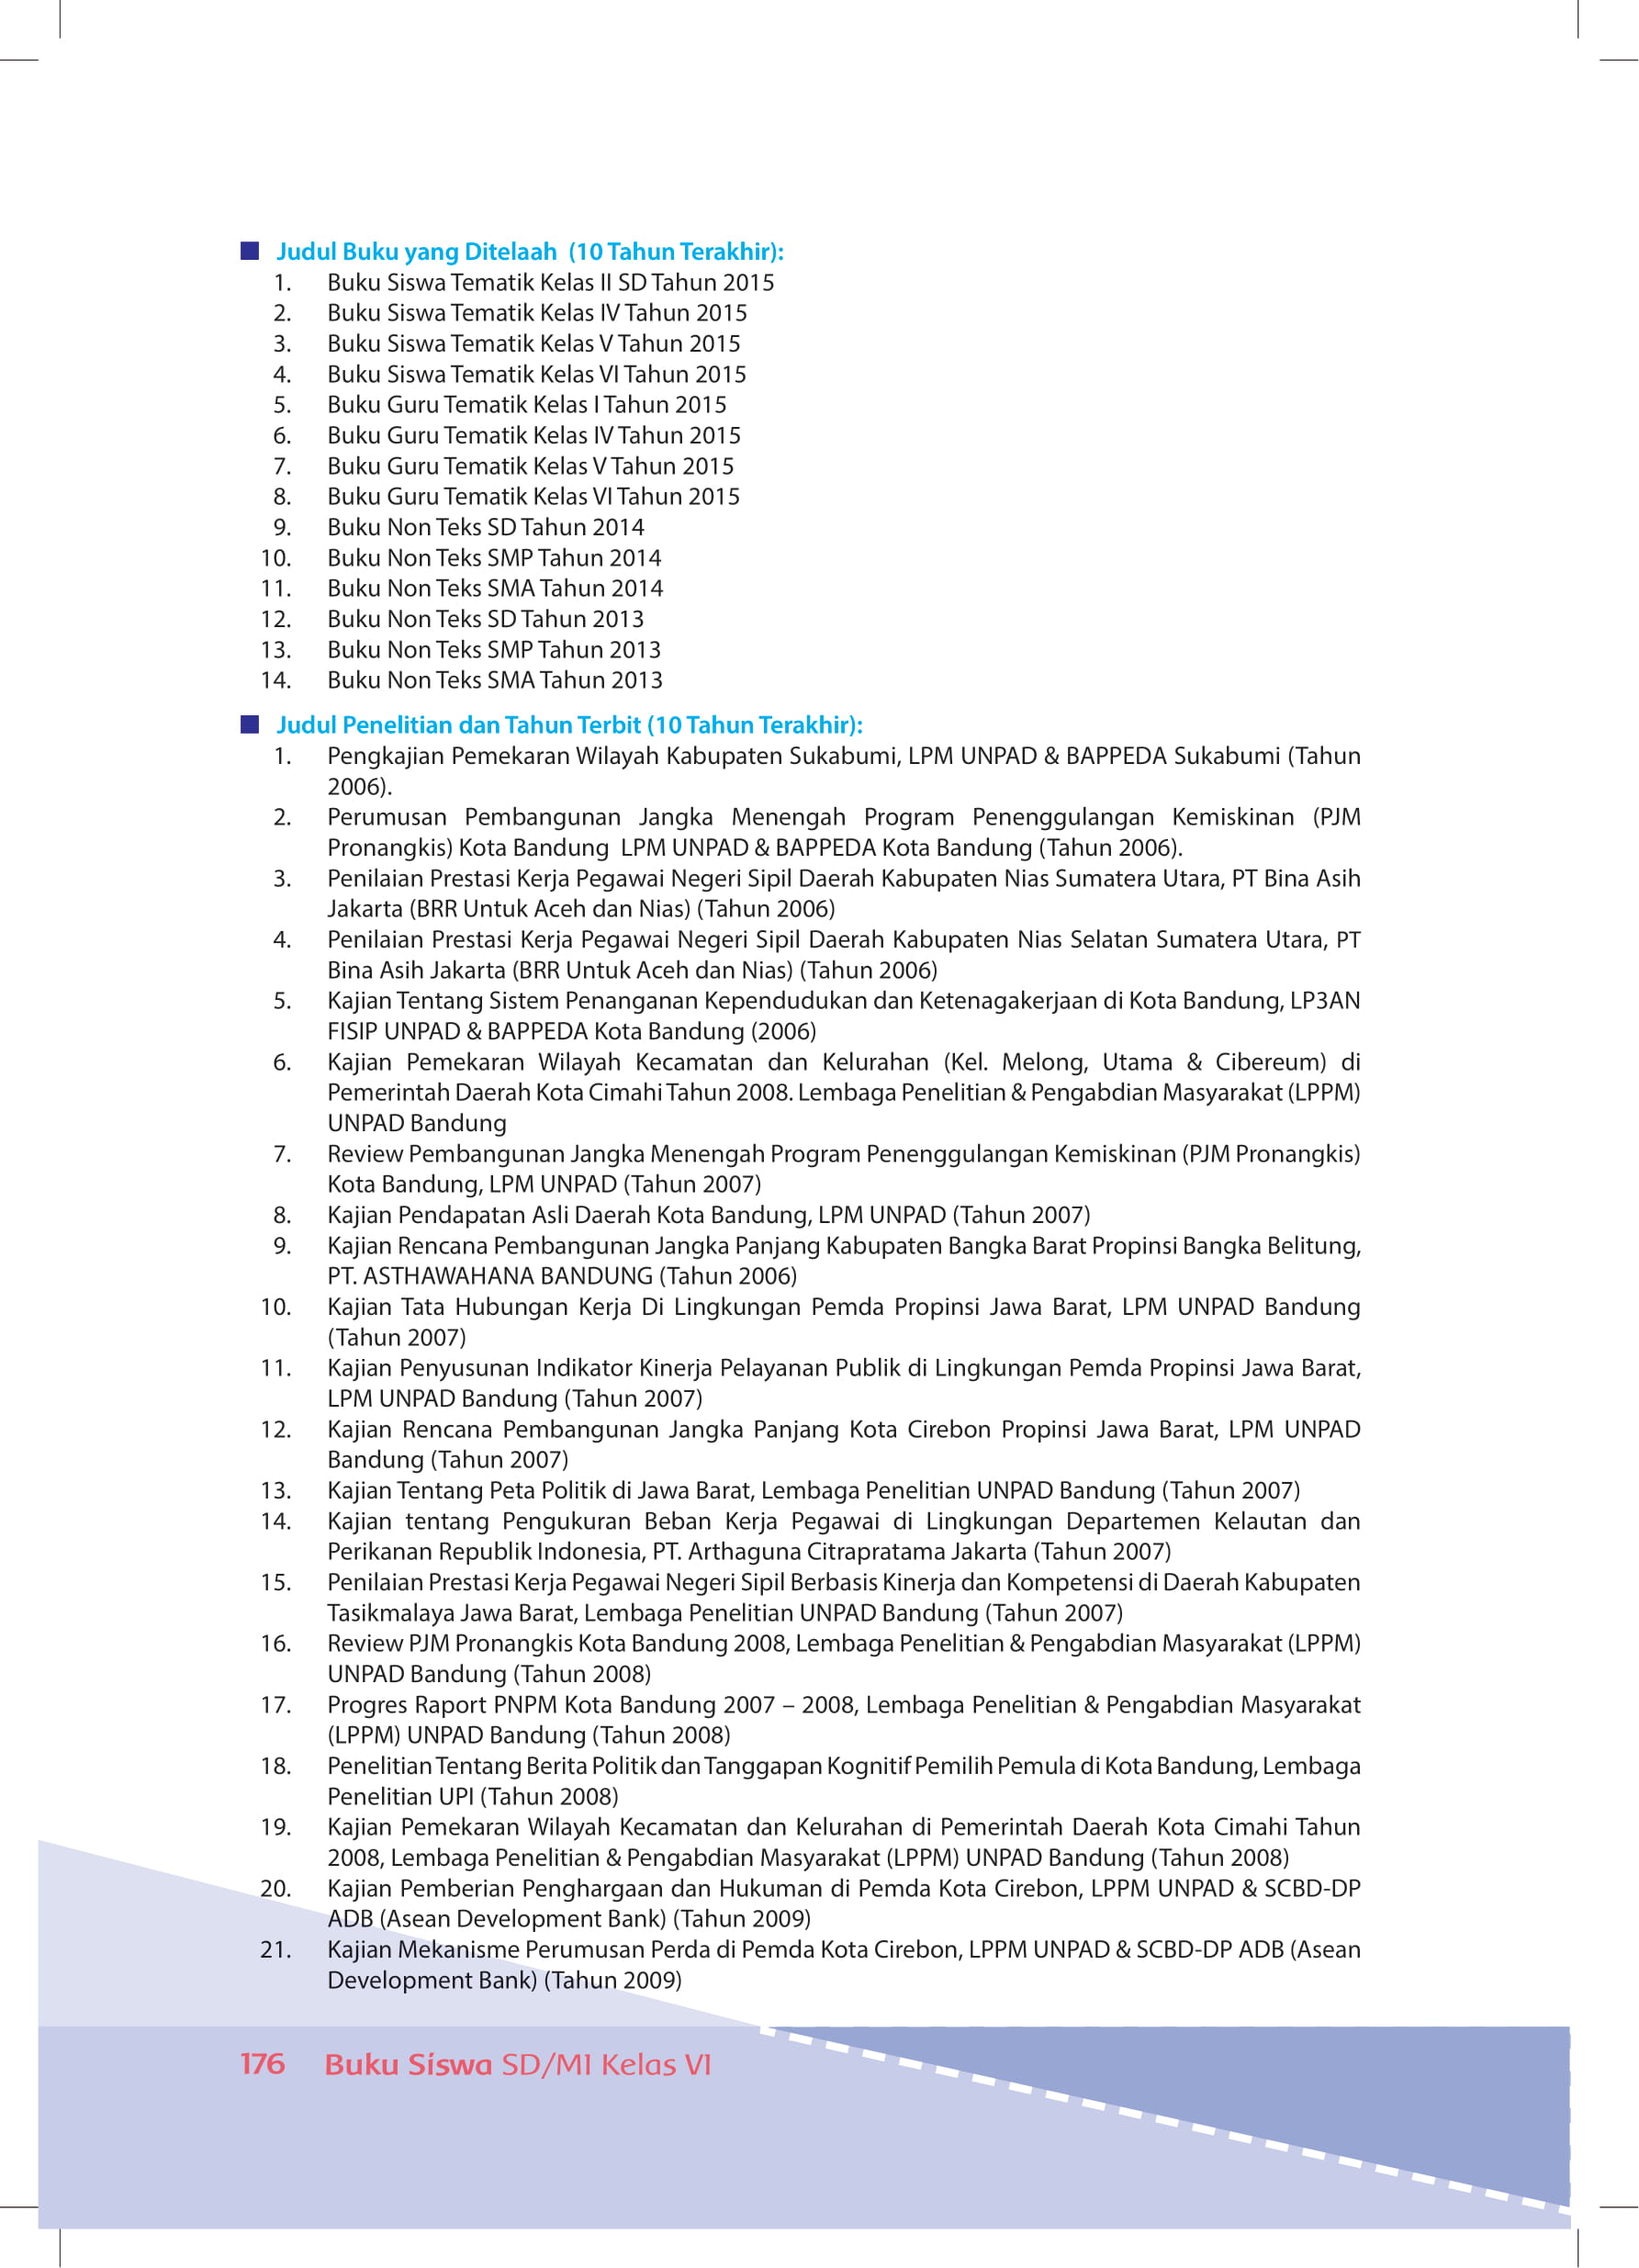 Judul Buku yang Ditelaah (10 Tahun Terakhir):
1. Buku Siswa Tematik Kelas II SD Tahun 2015
2. Buku Siswa Tematik Kelas IV Tahun 2015
3. Buku Siswa Tematik Kelas V Tahun 2015
4. Buku Siswa Tematik Kelas VI Tahun 2015
5. Buku Guru Tematik Kelas I Tahun 2015
6. Buku Guru Tematik Kelas IV Tahun 2015
7. Buku Guru Tematik Kelas V Tahun 2015
8. Buku Guru Tematik Kelas VI Tahun 2015
9. Buku Non Teks SD Tahun 2014
10. Buku Non Teks SMP Tahun 2014
11. Buku Non Teks SMA Tahun 2014
12. Buku Non Teks SD Tahun 2013
13. Buku Non Teks SMP Tahun 2013
14. Buku Non Teks SMA Tahun 2013
Judul Penelitian dan Tahun Terbit (10 Tahun Terakhir):
1. Pengkajian Pemekaran Wilayah Kabupaten Sukabumi, LPM UNPAD & BAPPEDA Sukabumi (Tahun
2006).
2. Perumusan Pembangunan Jangka Menengah Program Penenggulangan Kemiskinan (PJM
Pronangkis) Kota Bandung LPM UNPAD & BAPPEDA Kota Bandung (Tahun 2006).
3. Penilaian Prestasi Kerja Pegawai Negeri Sipil Daerah Kabupaten Nias Sumatera Utara, PT Bina Asih
Jakarta (BRR Untuk Aceh dan Nias) (Tahun 2006)
4. Penilaian Prestasi Kerja Pegawai Negeri Sipil Daerah Kabupaten Nias Selatan Sumatera Utara, PT
Bina Asih Jakarta (BRR Untuk Aceh dan Nias) (Tahun 2006)
5. Kajian Tentang Sistem Penanganan Kependudukan dan Ketenagakerjaan di Kota Bandung, LP3AN
FISIP UNPAD & BAPPEDA Kota Bandung (2006)
6. Kajian Pemekaran Wilayah Kecamatan dan Kelurahan (Kel. Melong, Utama & Cibereum) di
Pemerintah Daerah Kota Cimahi Tahun 2008. Lembaga Penelitian & Pengabdian Masyarakat (LPPM)
UNPAD Bandung
7. Review Pembangunan Jangka Menengah Program Penenggulangan Kemiskinan (PJM Pronangkis)
Kota Bandung, LPM UNPAD (Tahun 2007)
8. Kajian Pendapatan Asli Daerah Kota Bandung, LPM UNPAD (Tahun 2007)
9. Kajian Rencana Pembangunan Jangka Panjang Kabupaten Bangka Barat Propinsi Bangka Belitung,
PT. ASTHAWAHANA BANDUNG (Tahun 2006)
10. Kajian Tata Hubungan Kerja Di Lingkungan Pemda Propinsi Jawa Barat, LPM UNPAD Bandung
(Tahun 2007)
11. Kajian Penyusunan Indikator Kinerja Pelayanan Publik di Lingkungan Pemda Propinsi Jawa Barat,
LPM UNPAD Bandung (Tahun 2007)
12. Kajian Rencana Pembangunan Jangka Panjang Kota Cirebon Propinsi Jawa Barat, LPM UNPAD
Bandung (Tahun 2007)
13. Kajian Tentang Peta Politik di Jawa Barat, Lembaga Penelitian UNPAD Bandung (Tahun 2007)
14. Kajian tentang Pengukuran Beban Kerja Pegawai di Lingkungan Departemen Kelautan dan
Perikanan Republik Indonesia, PT. Arthaguna Citrapratama Jakarta (Tahun 2007)
15. Penilaian Prestasi Kerja Pegawai Negeri Sipil Berbasis Kinerja dan Kompetensi di Daerah Kabupaten
Tasikmalaya Jawa Barat, Lembaga Penelitian UNPAD Bandung (Tahun 2007)
16. Review PJM Pronangkis Kota Bandung 2008, Lembaga Penelitian & Pengabdian Masyarakat (LPPM)
UNPAD Bandung (Tahun 2008)
17. Progres Raport PNPM Kota Bandung 2007 – 2008, Lembaga Penelitian & Pengabdian Masyarakat
(LPPM) UNPAD Bandung (Tahun 2008)
18. Penelitian Tentang Berita Politik dan Tanggapan Kognitif Pemilih Pemula di Kota Bandung, Lembaga
Penelitian UPI (Tahun 2008)
19. Kajian Pemekaran Wilayah Kecamatan dan Kelurahan di Pemerintah Daerah Kota Cimahi Tahun
2008, Lembaga Penelitian & Pengabdian Masyarakat (LPPM) UNPAD Bandung (Tahun 2008)
20. Kajian Pemberian Penghargaan dan Hukuman di Pemda Kota Cirebon, LPPM UNPAD & SCBD-DP
ADB (Asean Development Bank) (Tahun 2009)
21. Kajian Mekanisme Perumusan Perda di Pemda Kota Cirebon, LPPM UNPAD & SCBD-DP ADB (Asean
Development Bank) (Tahun 2009)
176 Buku Siswa SD/MI Kelas VI